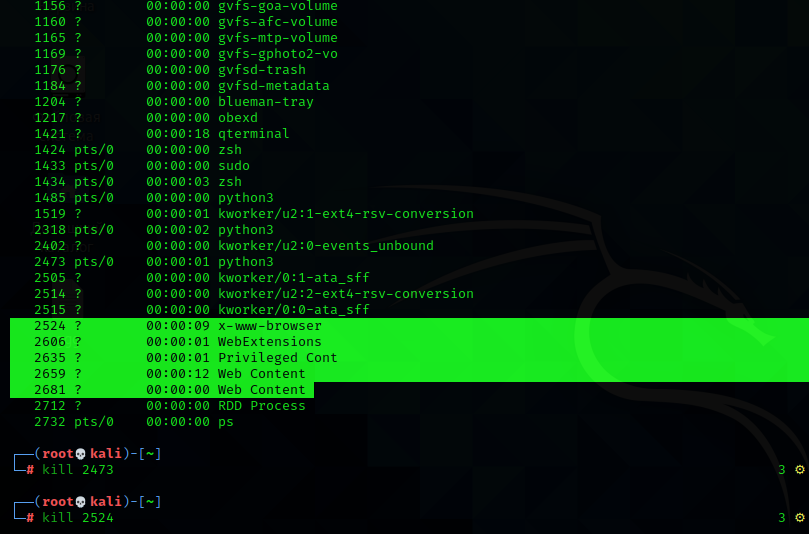 1156 ?        00:00:00 gvfs-goa-volume
1160 ?        00:00:00 gvfs-afc-volume
1165 ?        00:00:00 gvfs-mtp-volume
1169 ?        00:00:00 gvfs-gphoto2-vo
1176 ?        00:00:00 gvfsd-trash
1184 ?        00:00:00 gvfsd-metadata
1204 ?        00:00:00 blueman-tray
1217 ?        00:00:00 obexd
1421 ?        00:00:18 qterminal
1424 pts/0    00:00:00 zsh
1433 pts/0    00:00:00 sudo
1434 pts/0    00:00:03 zsh
1485 pts/0    00:00:00 python3
1519 ?        00:00:01 kworker/u2:1-ext4-rsv-conversion
2318 pts/0    00:00:02 python3
2402 ?        00:00:00 kworker/u2:0-events_unbound
2473 pts/0    00:00:01 python3
2505 ?        00:00:00 kworker/0:1-ata_sff
2514 ?        00:00:00 kworker/u2:2-ext4-rsv-conversion
2515 ?        00:00:00 kworker/0:0-ata_sff
2524 ?        00:00:09 x-www-browser
2606 ?        00:00:01 WebExtensions
2635 ?        00:00:01 Privileged Cont
2659 ?        00:00:12 Web Content
2681 ?        00:00:00 Web Content
2712 ?        00:00:00 RDD Process
2732 pts/0    00:00:00 ps
┌──(root💀kali)-[~]
└─# kill 2473 3 ⚙
┌──(root💀kali)-[~]
└─# kill 2524 3 ⚙